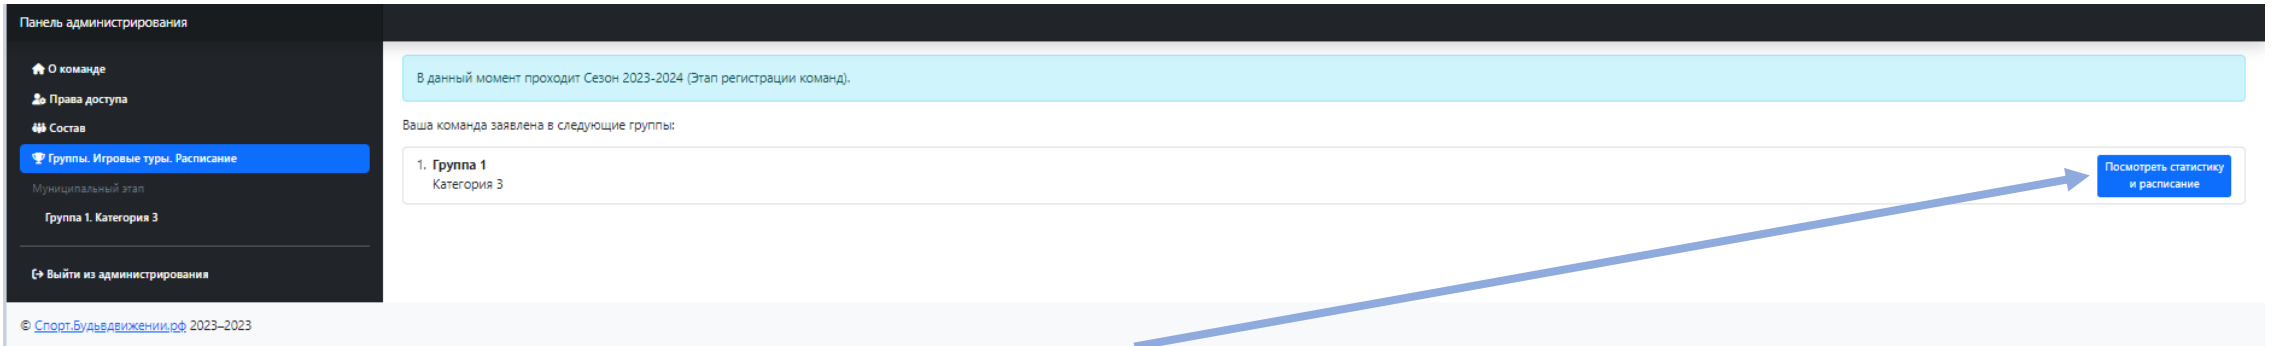 Панель администрирования
О команде
Права доступа
Состав
Группы. Игровые туры. Расписание
Муниципальный этап
Группа 1. Категория 3
Выйти из администрирования
В данный момент проходит Сезон 2023-2024 (Этап регистрации команд).
Ваша команда заявлена в следующие группы:
1. Группа 1
Категория 3
Посмотреть статистику
и расписание
© Спорт.Будьвдвижении.рф 2023–2023